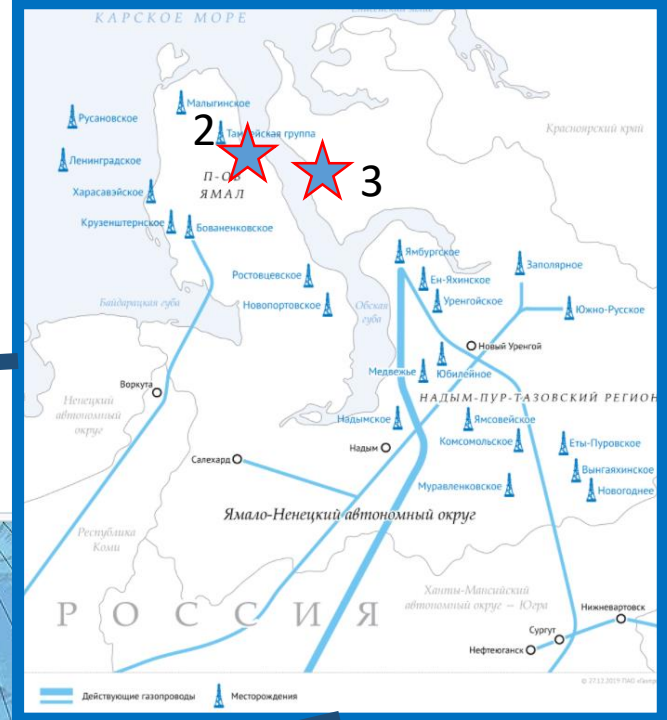 КАРСКОЕ МОРЕ
Малыгинское
Русановское
2
Тамбейская группа
Красноярский край
Ленинградское
П-ОВ
ЯМАЛ
3
Харасавэйское
Крузенштернское
Бованенковское
Ямбургское
Заполярное
Ростовцевское
Ен-Яхинское
Байдарацкая губа
Новопортовское
Обская
губа
Уренгойское
Южно-Русское
Новый Уренгой
Медвежье
Юбилейное
Воркута
Ненецкий
автономный
округ
НАДЫМ-ПУР-ТАЗОВСКИЙ РЕГИОН
Надымское
Ямсовейское
Комсомольское
Еты-Пуровское
Надым
Салехард
Вынгаяхинское
Муравленковское
Новогоднее
Ямало-Ненецкий автономный округ
Республика
Коми
Ханты-Мансийский
автономный округ — Югра
РОССИЯ
Нижневартовск
Сургут
Нефтеюганск
Действующие газопроводы
Месторождения